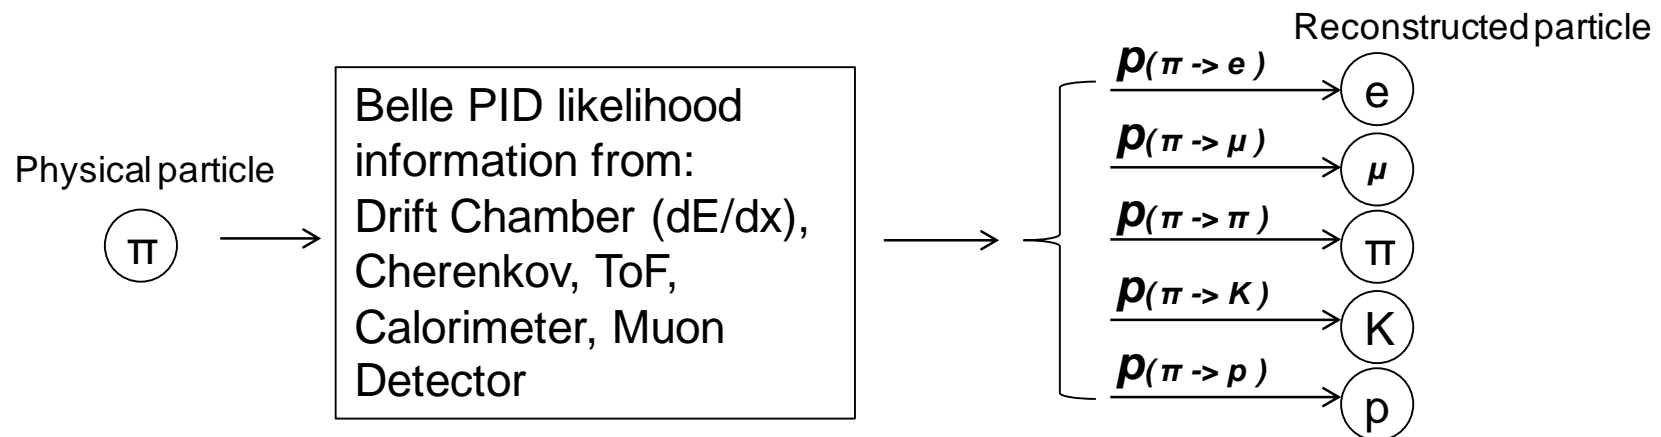 Reconstructed particle
Physical particle
π
Belle PID likelihood
information from:
Drift Chamber (dE/dx),
Cherenkov, ToF,
Calorimeter, Muon
Detector
p(π -> e )
e
p(π -> μ)
μ
p(π -> π)
π
p(π -> K)
K
p(π -> p )
p